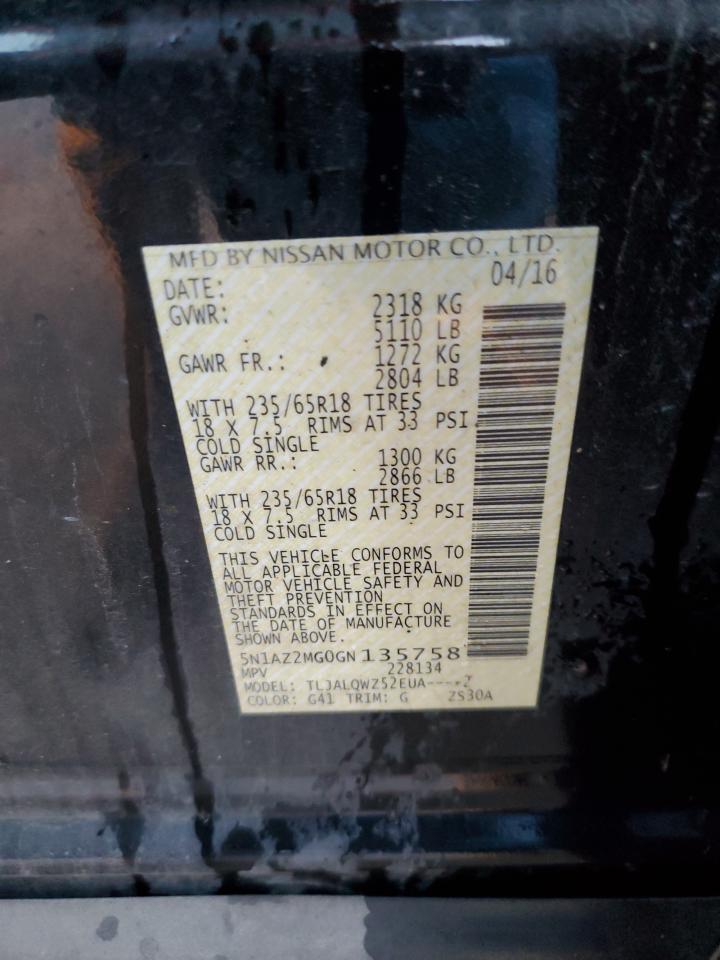 MFD BY NISSAN MOTOR CO., LTD.
DATE: 04/16
GVWR: 2318 KG
5110 LB
GAWR FR.: 1272 KG
2804 LB
WITH 235/65R18 TIRES
18 X 7.5 RIMS AT 33 PSI
COLD SINGLE
GAWR RR.: 1300 KG
2866 LB
WITH 235/65R18 TIRES
18 X 7.5 RIMS AT 33 PSI
COLD SINGLE
THIS VEHICLE CONFORMS TO
ALL APPLICABLE FEDERAL
MOTOR VEHICLE SAFETY AND
THEFT PREVENTION
STANDARDS IN EFFECT ON
THE DATE OF MANUFACTURE
SHOWN ABOVE.
5N1AZ2MG0GN135758
MPV 228134
MODEL: TLJALQWZ52EUA----2
COLOR: G41 TRIM: G ZS30A